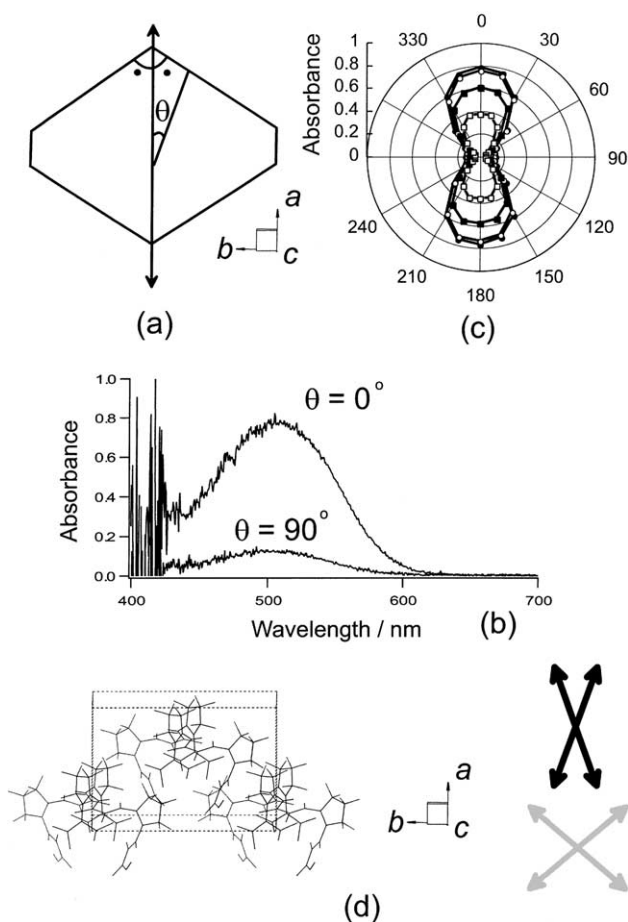 θ
a
b
c
(a)
Absorbance
1
0.8
0.6
0.4
0.2
0
0
30
60
90
120
150
180
210
240
330
(c)
Absorbance
1.0
0.8
0.6
0.4
0.2
0.0
θ = 0°
θ = 90°
400
500
600
700
Wavelength / nm
(b)
a
b
c
(d)